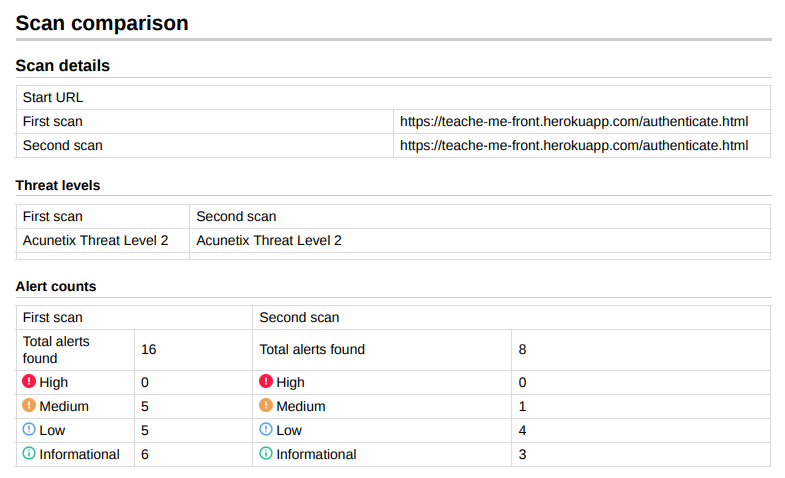 Scan comparison
Scan details
Start URL
First scan https://teache-me-front.herokuapp.com/authenticate.html
Second scan https://teache-me-front.herokuapp.com/authenticate.html
Threat levels
First scan Second scan
Acunetix Threat Level 2 Acunetix Threat Level 2
Alert counts
First scan Second scan
Total alerts found 16 Total alerts found 8
High 0 High 0
Medium 5 Medium 1
Low 5 Low 4
Informational 6 Informational 3